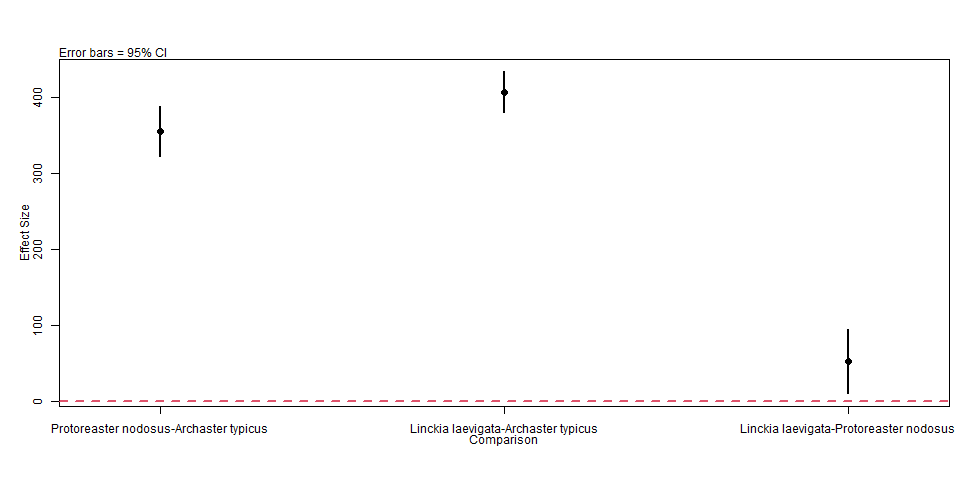 Error bars = 95% CI
400
300
200
100
0
Effect Size
Protoreaster nodosus-Archaster typicus
Linckia laevigata-Archaster typicus
Linckia laevigata-Protoreaster nodosus
Comparison